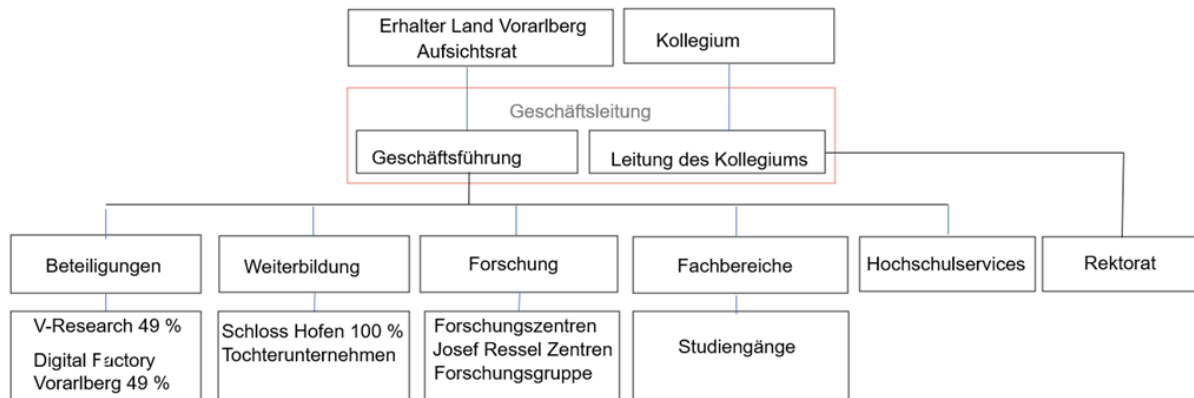 Erhalter Land Vorarlberg
Aufsichtsrat
Kollegium
Geschäftsleitung
Geschäftsführung
Leitung des Kollegiums
Beteiligungen
Weiterbildung
Forschung
Fachbereiche
Hochschulservices
Rektorat
V-Research 49 %
Digital Factory
Vorarlberg 49 %
Schloss Hofen 100 %
Tochterunternehmen
Forschungszentren
Josef Ressel Zentren
Forschungsgruppe
Studiengänge